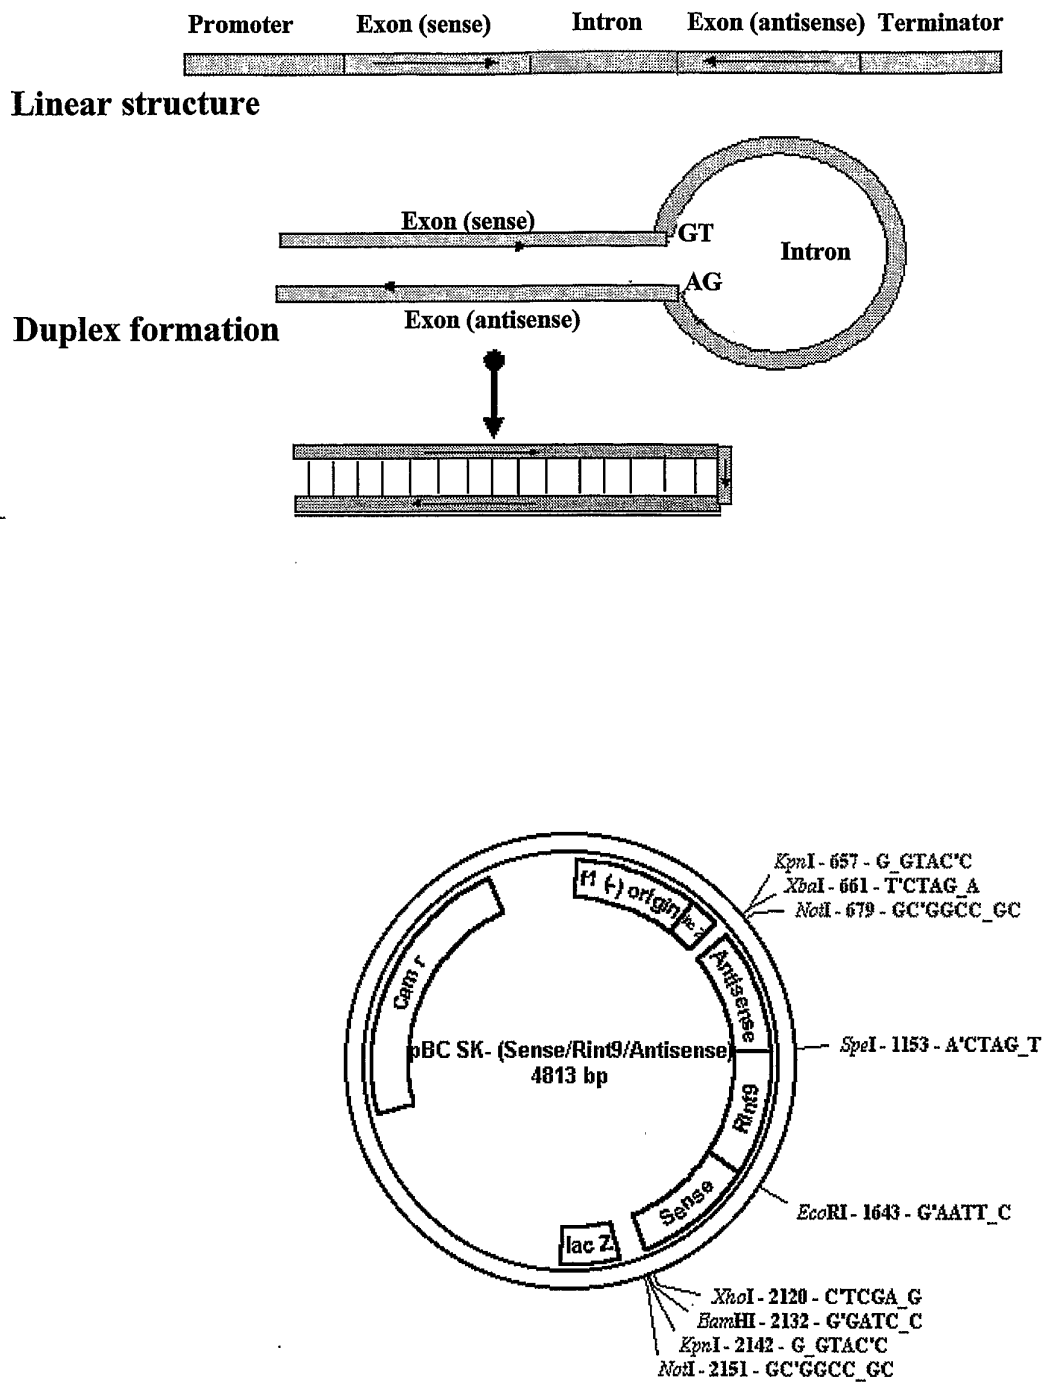 Promoter Exon (sense) Intron Exon (antisense) Terminator
Linear structure
Exon (sense)
GT
Intron
AG
Exon (antisense)
Duplex formation
KpnI - 657 - G_GTAC'C
XbaI - 661 - T'CTAG_A
NotI - 679 - GC'GGCC_GC
f1 (-) origin
lac Z
Cam r
Antisense
SpeI - 1153 - A'CTAG_T
pBC SK- (Sense/Rint9/Antisense)
4813 bp
Rint9
Sense
EcoRI - 1643 - G'AATT_C
lac Z
XhoI - 2120 - C'TCGA_G
BamHI - 2132 - G'GATC_C
KpnI - 2142 - G_GTAC'C
NotI - 2151 - GC'GGCC_GC